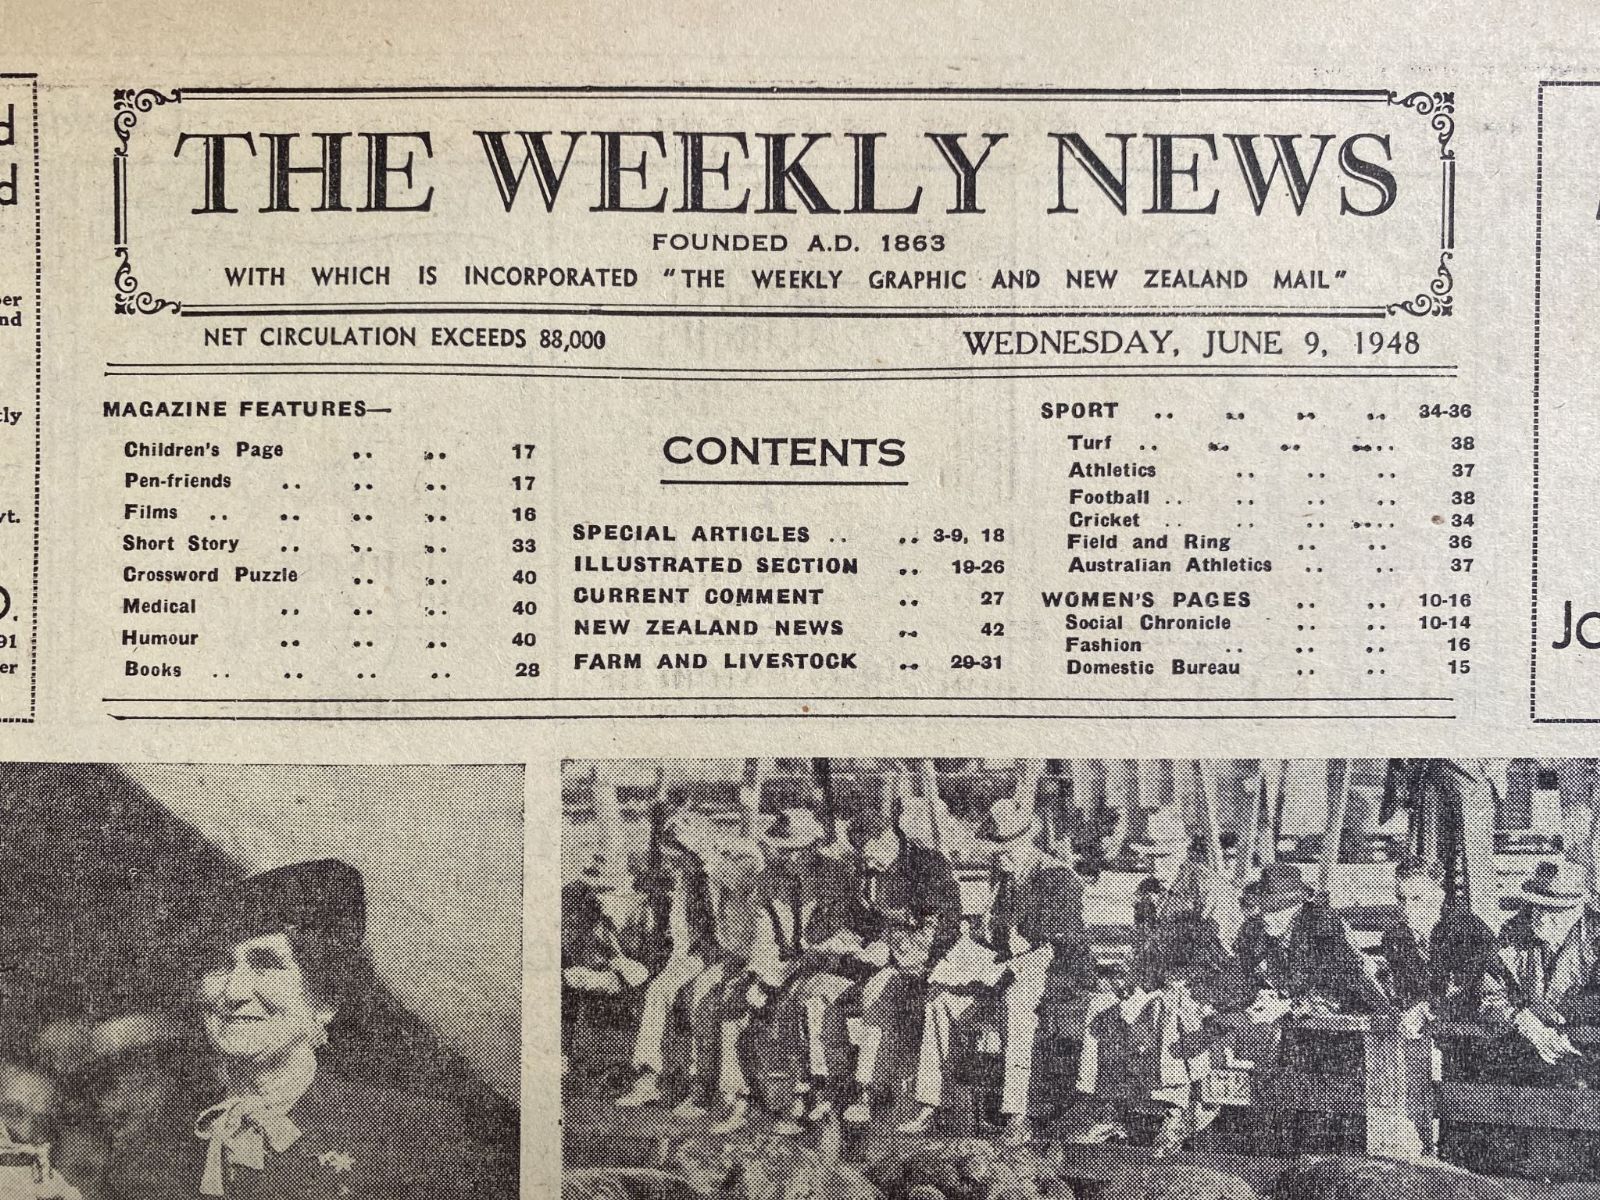 THE WEEKLY NEWS
FOUNDED A.D. 1863
WITH WHICH IS INCORPORATED "THE WEEKLY GRAPHIC AND NEW ZEALAND MAIL"
NET CIRCULATION EXCEEDS 88,000
WEDNESDAY, JUNE 9, 1948
MAGAZINE FEATURES—
Children's Page .. .. 17
Pen-friends .. .. .. 17
Films .. .. .. .. 16
Short Story .. .. .. 33
Crossword Puzzle .. .. 40
Medical .. .. .. 40
Humour .. .. .. 40
Books .. .. .. .. 28
CONTENTS
SPECIAL ARTICLES .. .. 3-9, 18
ILLUSTRATED SECTION .. 19-26
CURRENT COMMENT .. 27
NEW ZEALAND NEWS .. 42
FARM AND LIVESTOCK .. 29-31
SPORT .. .. .. .. 34-36
Turf .. .. .. .... 38
Athletics .. .. .. 37
Football .. .. .. .. 38
Cricket .. .. .. .... 34
Field and Ring .. .. 36
Australian Athletics .. .. 37
WOMEN'S PAGES .. .. 10-16
Social Chronicle .. .. 10-14
Fashion .. .. .. 16
Domestic Bureau .. .. 15